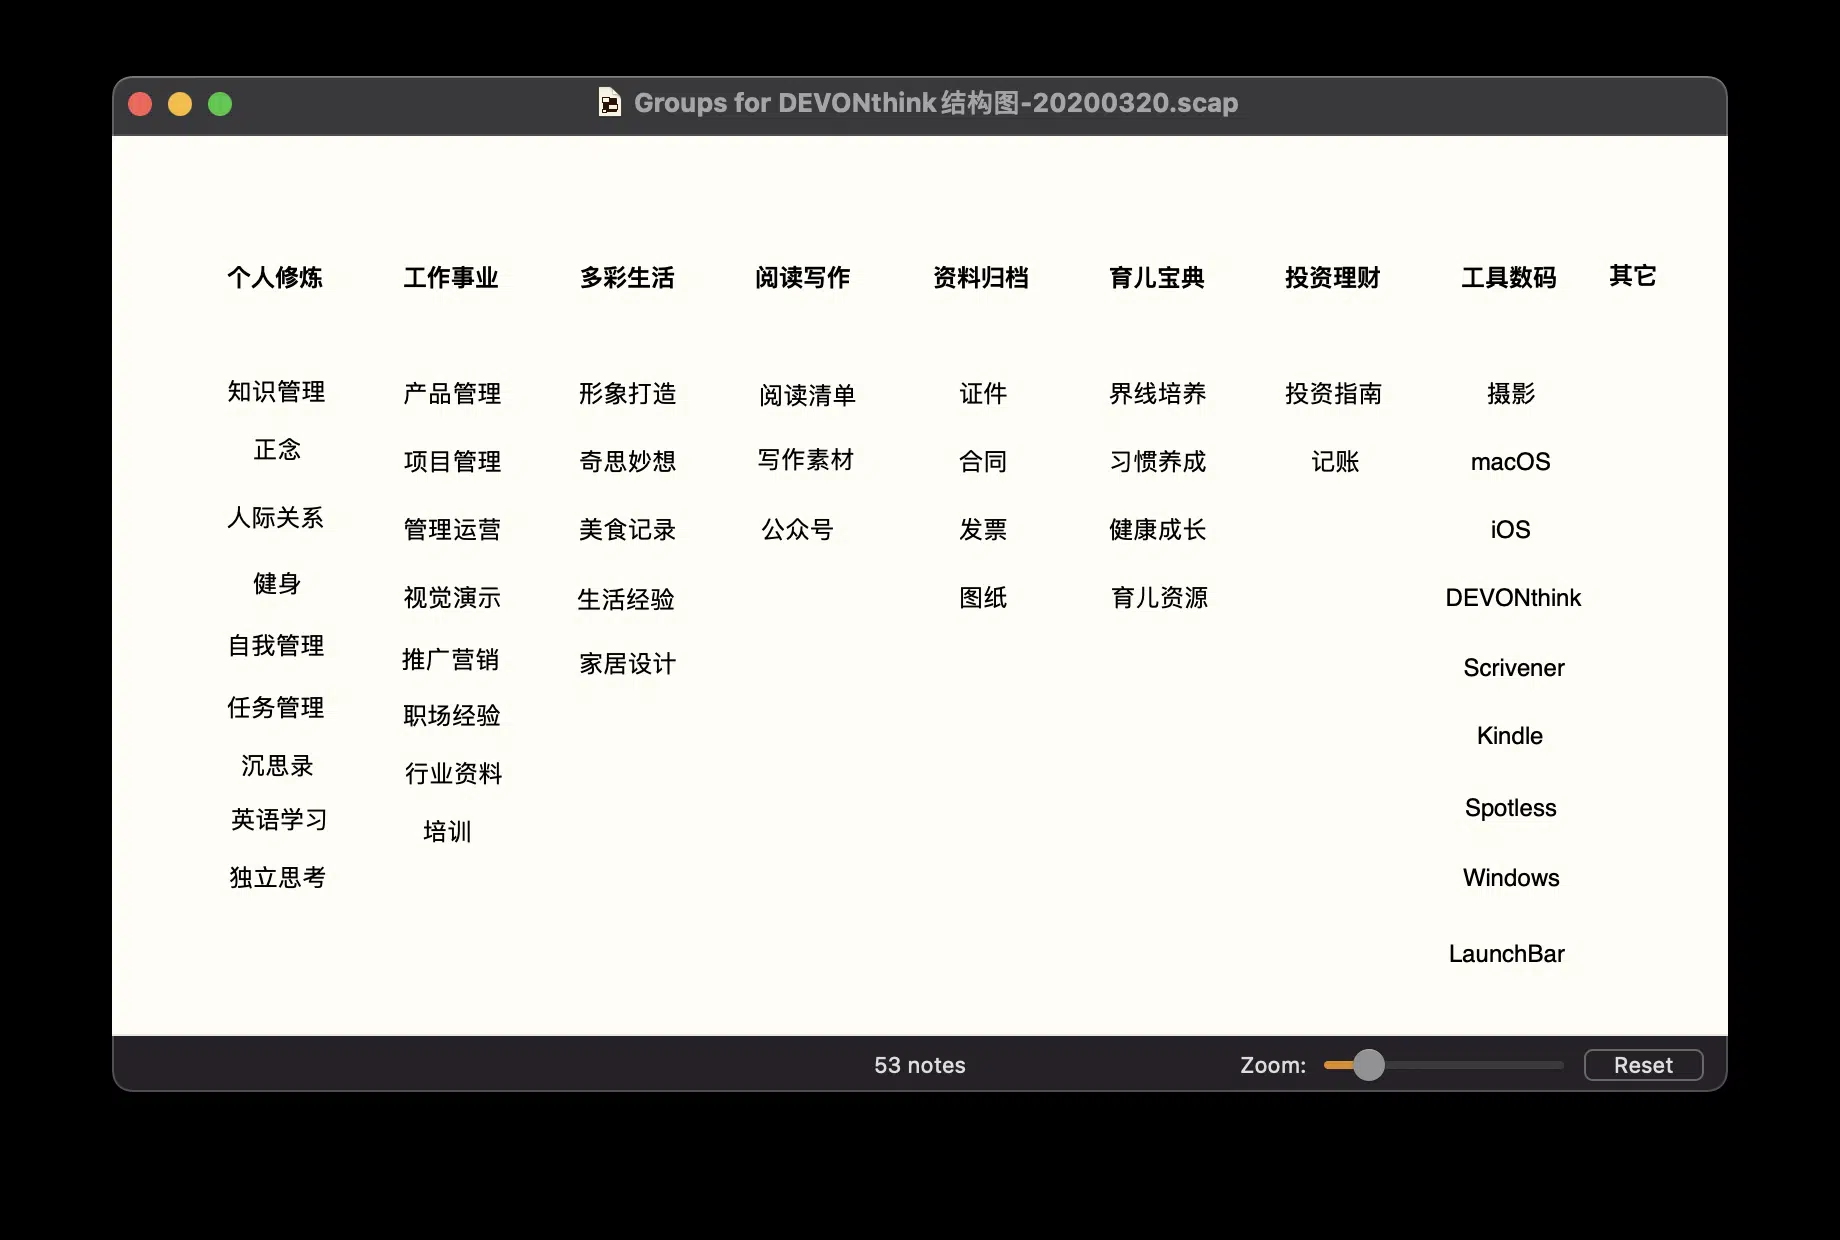 Groups for DEVONthink结构图-20200320.scap
个人修炼 工作事业 多彩生活 阅读写作 资料归档 育儿宝典 投资理财 工具数码 其它
知识管理 产品管理 形象打造 阅读清单 证件 界线培养 投资指南 摄影
正念 项目管理 奇思妙想 写作素材 合同 习惯养成 记账 macOS
人际关系 管理运营 美食记录 公众号 发票 健康成长 iOS
健身 视觉演示 生活经验 图纸 育儿资源 DEVONthink
自我管理 推广营销 家居设计 Scrivener
任务管理 职场经验 Kindle
沉思录 行业资料
英语学习 培训 Spotless
独立思考 Windows
LaunchBar
53 notes Zoom: Reset